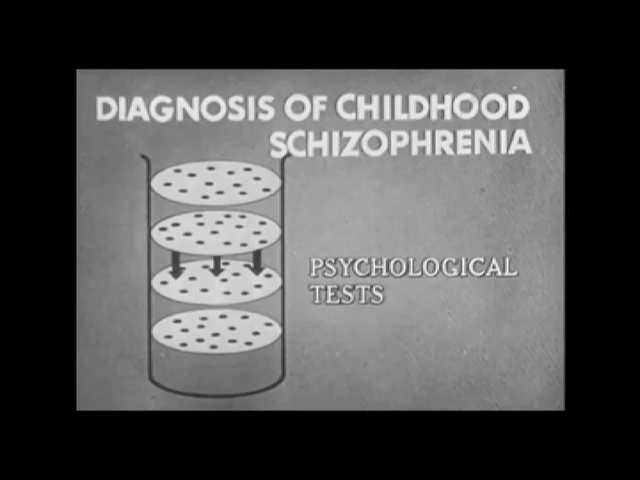 DIAGNOSIS OF CHILDHOOD
SCHIZOPHRENIA
PSYCHOLOGICAL
TESTS